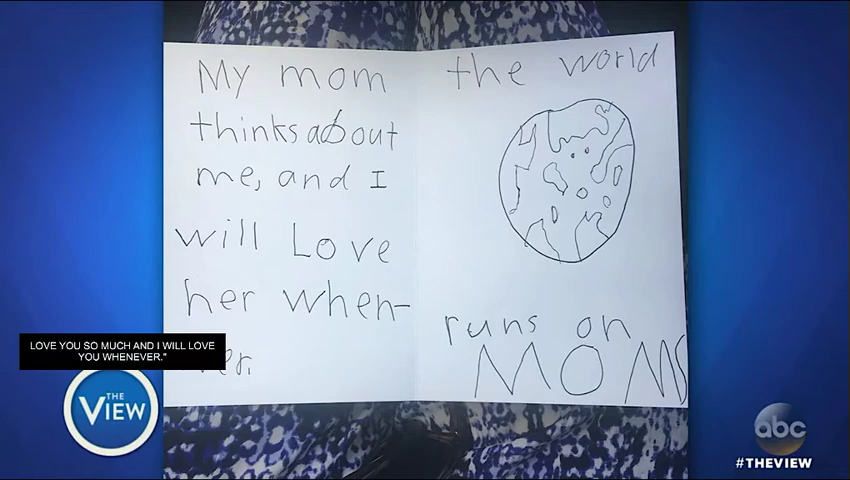 My mom
thinks about
me, and I
will Love
her when-
the world
runs on
MOMS
LOVE YOU SO MUCH AND I WILL LOVE
YOU WHENEVER."
THE
VIEW
abc
#THEVIEW